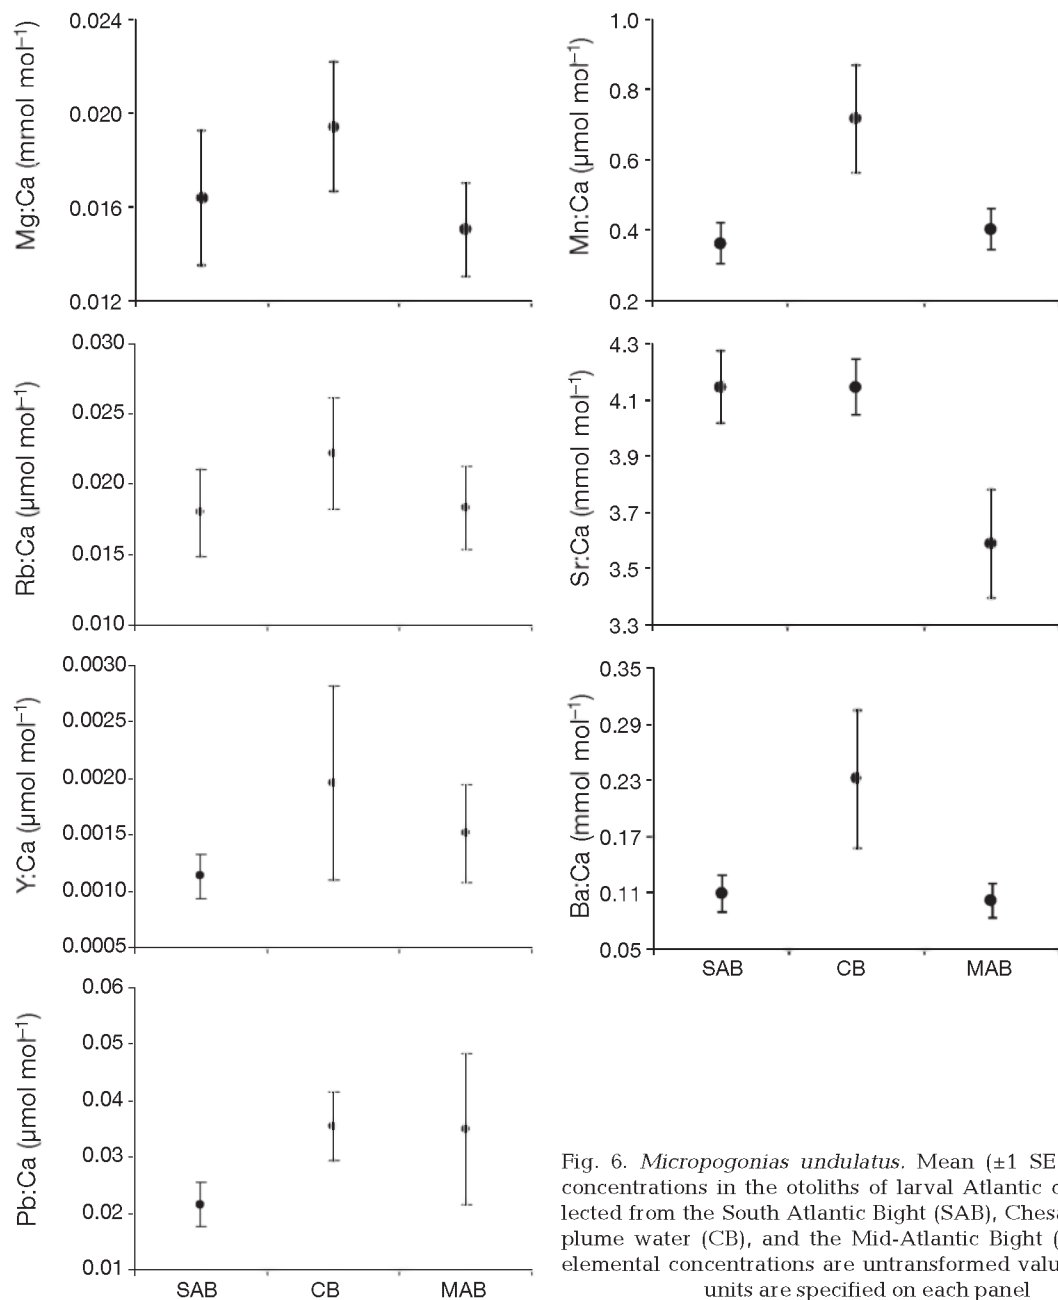 0.024
0.020
0.016
0.012
Mg:Ca (mmol mol⁻¹)
1.0
0.8
0.6
0.4
0.2
Mn:Ca (µmol mol⁻¹)
0.030
0.025
0.020
0.015
0.010
Rb:Ca (µmol mol⁻¹)
4.3
4.1
3.9
3.7
3.5
3.3
Sr:Ca (mmol mol⁻¹)
0.0030
0.0025
0.0020
0.0015
0.0010
0.0005
Y:Ca (µmol mol⁻¹)
0.35
0.29
0.23
0.17
0.11
0.05
Ba:Ca (mmol mol⁻¹)
SAB CB MAB
0.06
0.05
0.04
0.03
0.02
0.01
Pb:Ca (µmol mol⁻¹)
SAB CB MAB
Fig. 6. Micropogonias undulatus. Mean (±1 SE
concentrations in the otoliths of larval Atlantic
lected from the South Atlantic Bight (SAB),
plume water (CB), and the Mid-Atlantic Bight (
elemental concentrations are untransformed
units are specified on each panel